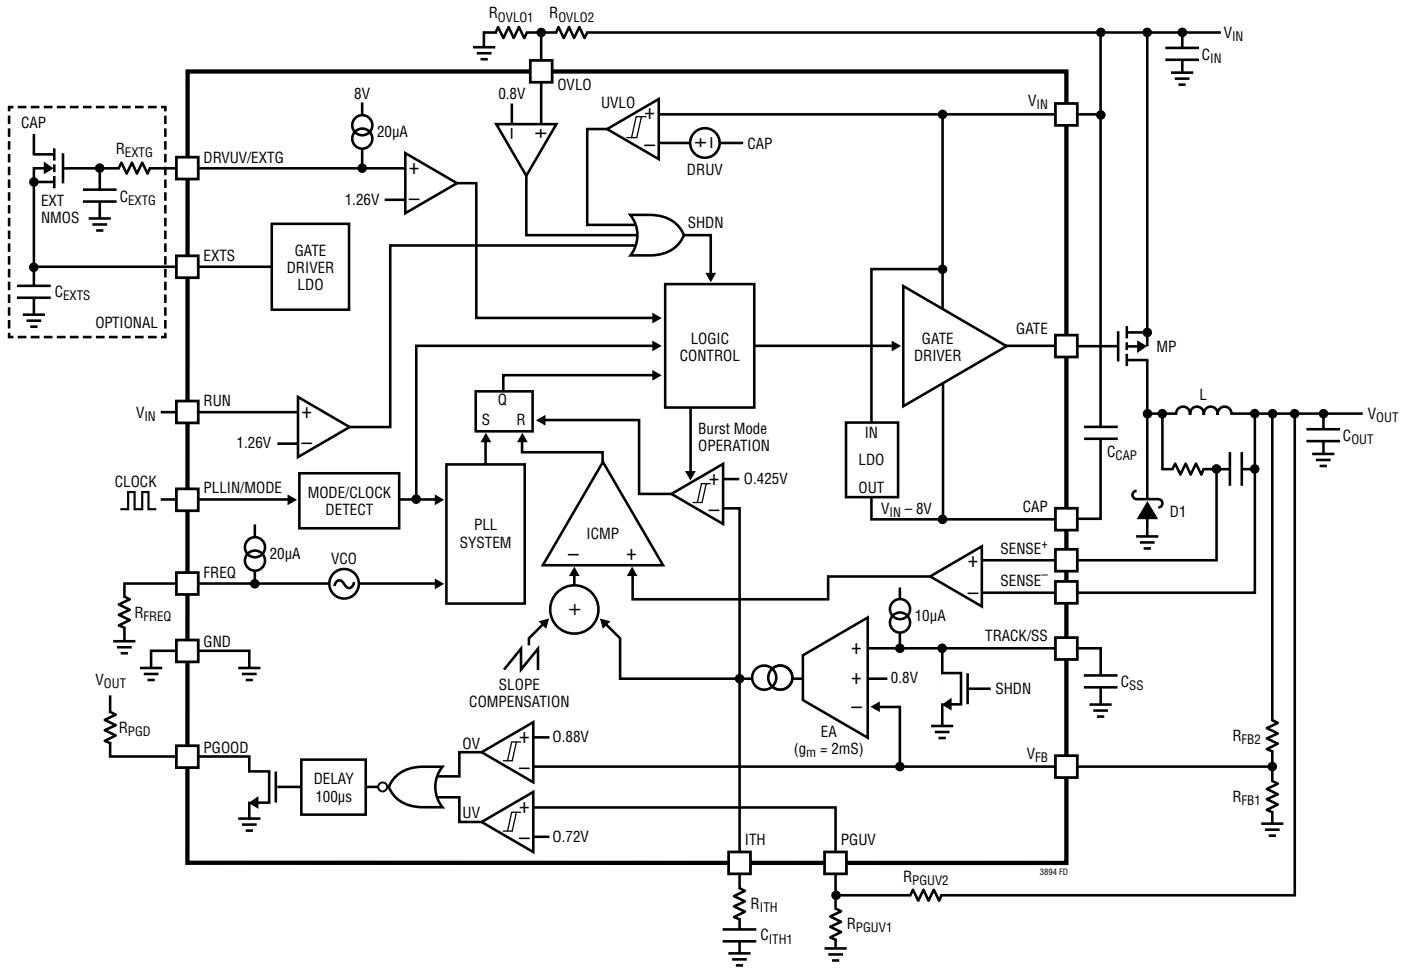 ROVLO1 ROVLO2
VIN
CIN
OVLO
0.8V
8V
20µA
UVLO
+
–
VIN
CAP
+ –
DRUV
CAP
REXTG
DRVUV/EXTG
EXT
NMOS
CEXTG
1.26V
+
–
– +
SHDN
EXTS
GATE
DRIVER
LDO
CEXTS
OPTIONAL
LOGIC
CONTROL
GATE
DRIVER
GATE
MP
VIN
RUN
1.26V
+
–
Q
S R
Burst Mode
OPERATION
IN
LDO
OUT
L
VOUT
COUT
CCAP
CLOCK
PLLIN/MODE
MODE/CLOCK
DETECT
+
–
0.425V
VIN – 8V
CAP
D1
20µA
VCO
PLL
SYSTEM
ICMP
– +
SENSE+
SENSE–
+
–
FREQ
RFREQ
+
10µA
TRACK/SS
GND
SLOPE
COMPENSATION
+
+
–
0.8V
SHDN
CSS
EA
(gm = 2mS)
VOUT
RPGD
PGOOD
DELAY
100µs
OV
+
–
0.88V
UV
+
–
0.72V
VFB
RFB2
RFB1
ITH
PGUV
3894 FD
RITH
CITH1
RPGUV2
RPGUV1